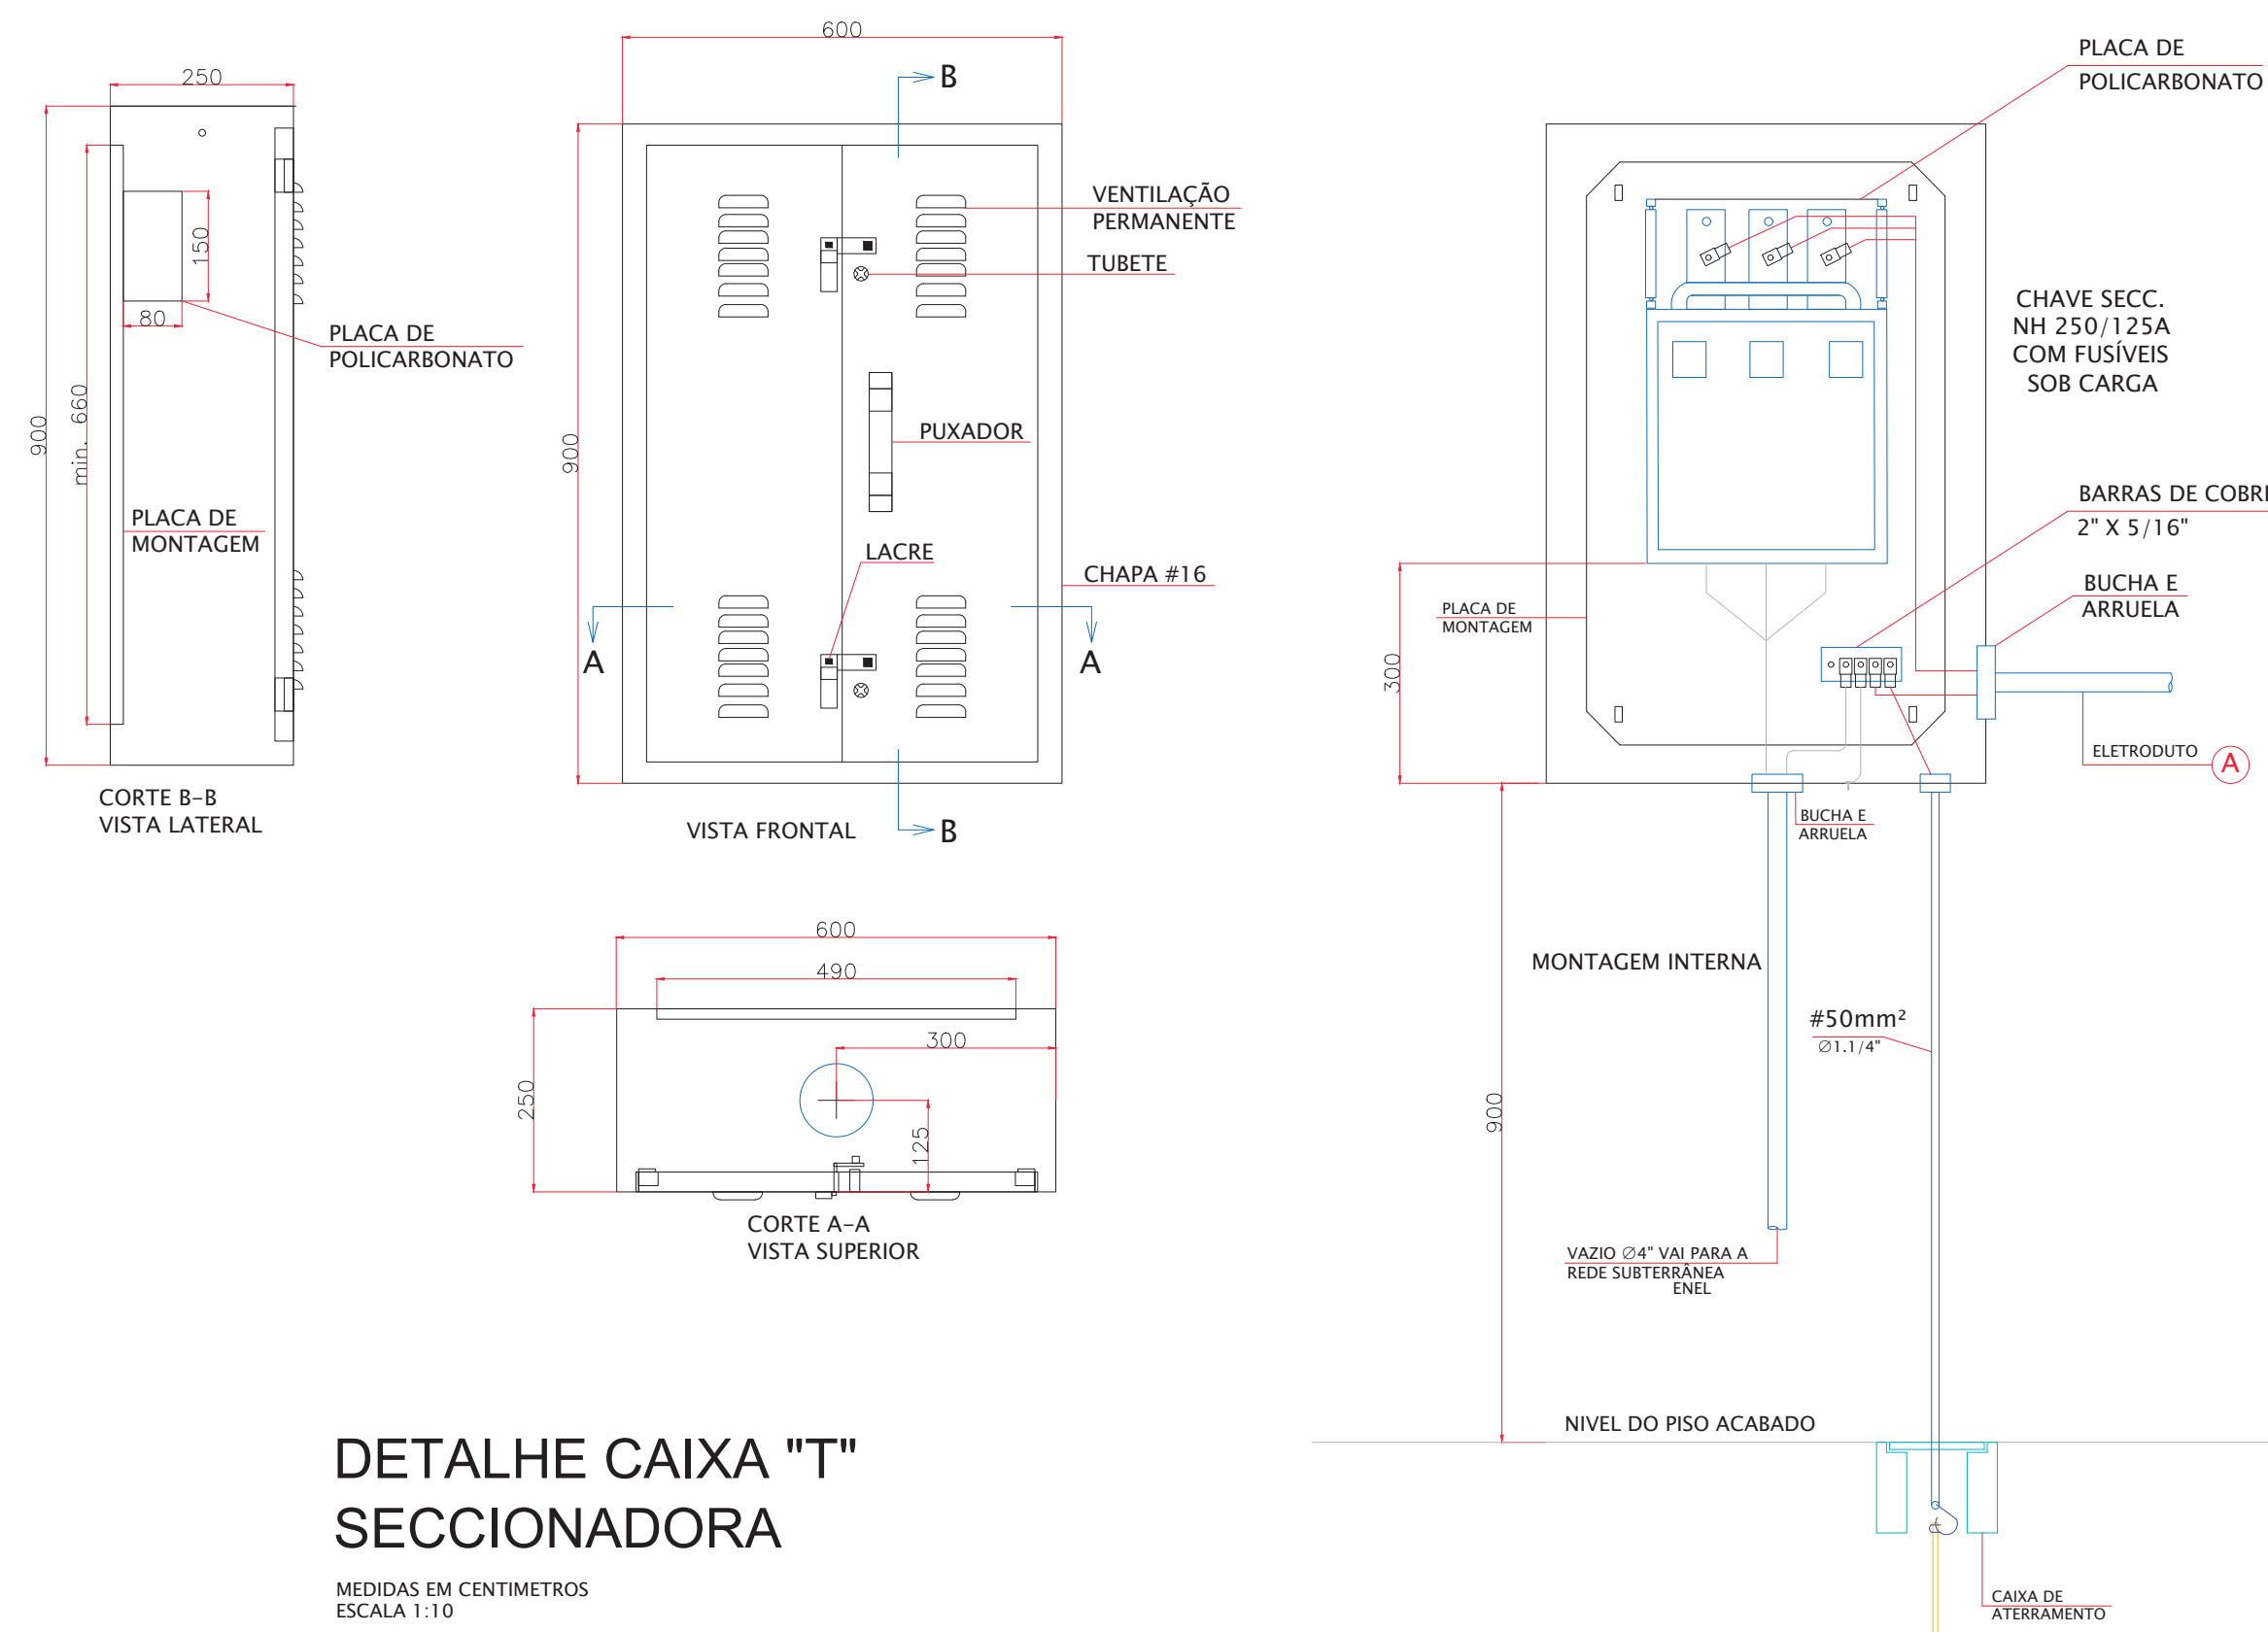 250
900
min. 660
150
80
PLACA DE
POLICARBONATO
PLACA DE
MONTAGEM
CORTE B-B
VISTA LATERAL
600
B
900
VENTILAÇÃO
PERMANENTE
TUBETE
PUXADOR
LACRE
CHAPA #16
A
A
VISTA FRONTAL
B
600
490
300
250
125
CORTE A-A
VISTA SUPERIOR
PLACA DE
POLICARBONATO
CHAVE SECC.
NH 250/125A
COM FUSÍVEIS
SOB CARGA
BARRAS DE COBR
2" X 5/16"
BUCHA E
ARRUELA
PLACA DE
MONTAGEM
300
ELETRODUTO
A
BUCHA E
ARRUELA
MONTAGEM INTERNA
#50mm²
Ø1.1/4"
900
VAZIO Ø4" VAI PARA A
REDE SUBTERRÂNEA
ENEL
NIVEL DO PISO ACABADO
CAIXA DE
ATERRAMENTO
DETALHE CAIXA "T"
SECCIONADORA
MEDIDAS EM CENTIMETROS
ESCALA 1:10